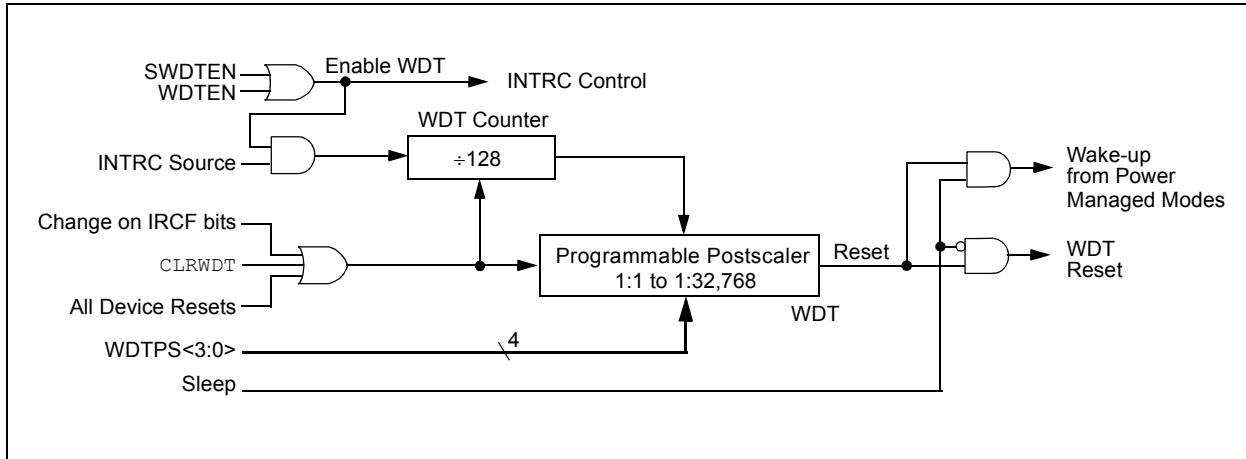 SWDTEN
WDTEN
Enable WDT
INTRC Control
WDT Counter
INTRC Source
÷128
Wake-up
from Power
Managed Modes
Change on IRCF bits
CLRWDT
All Device Resets
Programmable Postscaler
1:1 to 1:32,768
Reset
WDT
WDT
Reset
WDTPS<3:0>
4
Sleep